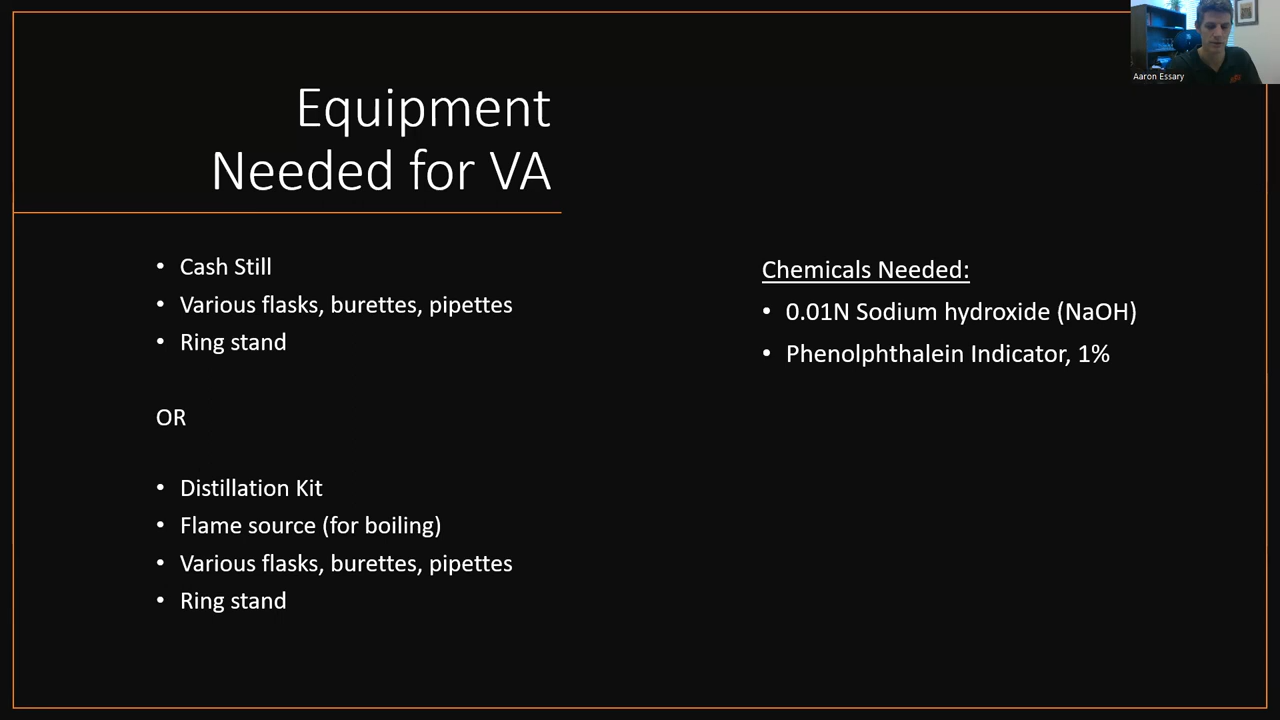 Equipment
Needed for VA
• Cash Still
• Various flasks, burettes, pipettes
• Ring stand
OR
• Distillation Kit
• Flame source (for boiling)
• Various flasks, burettes, pipettes
• Ring stand
Chemicals Needed:
• 0.01N Sodium hydroxide (NaOH)
• Phenolphthalein Indicator, 1%
Aaron Essary